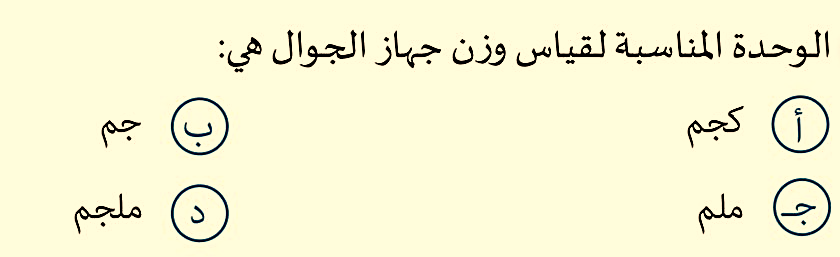 الوحدة المناسبة لقياس وزن جهاز الجوال هي:
أ كجم ب جم
جـ ملم د ملجم